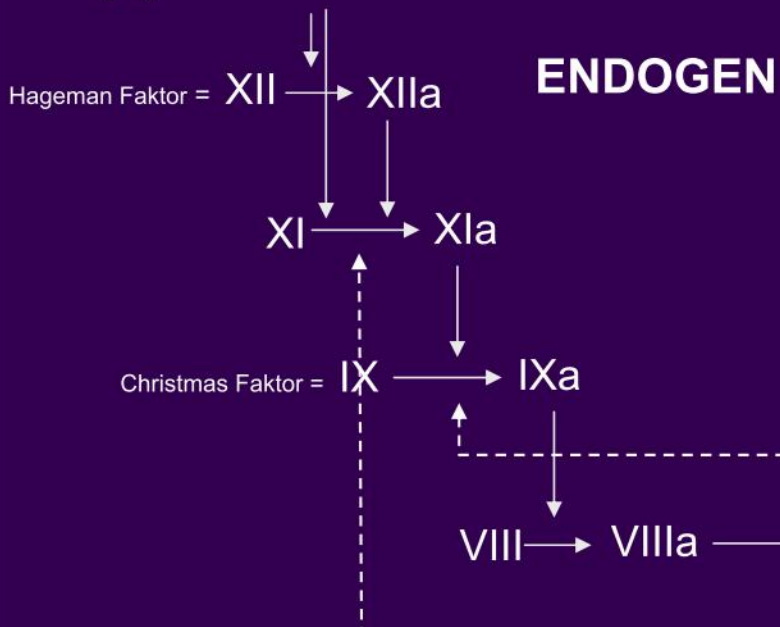 ENDOGEN
Hageman Faktor = XII XIIa
XI XIa
Christmas Faktor = IX IXa
VIII VIIIa